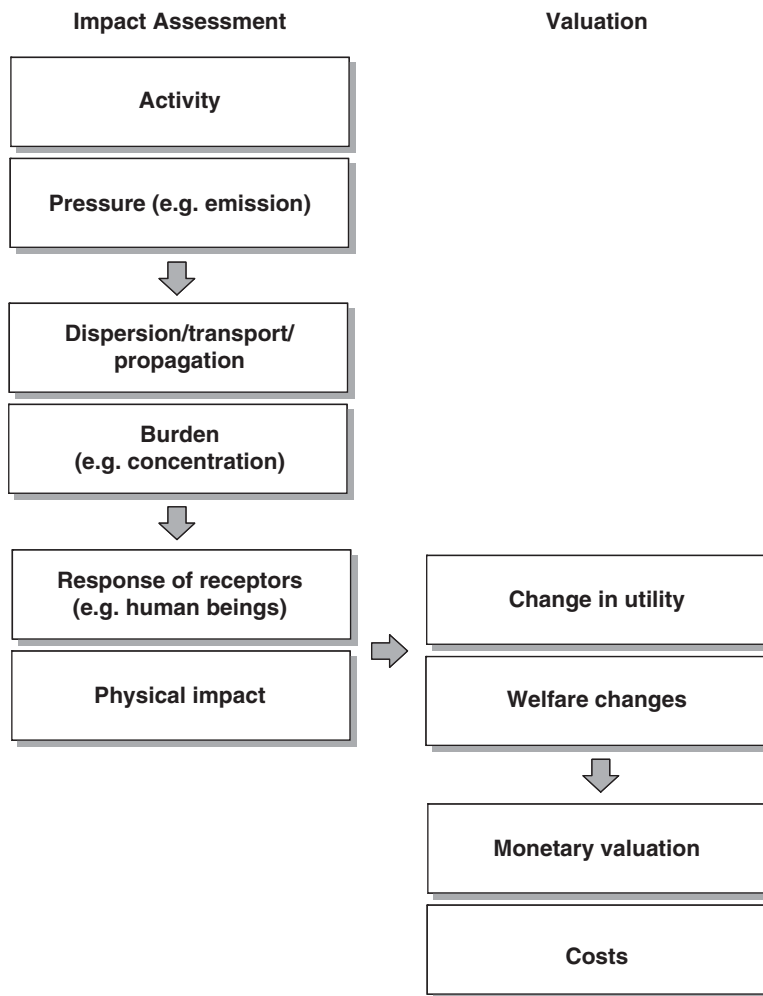 Impact Assessment
Valuation
Activity
Pressure (e.g. emission)
Dispersion/transport/
propagation
Burden
(e.g. concentration)
Response of receptors
(e.g. human beings)
Physical impact
Change in utility
Welfare changes
Monetary valuation
Costs